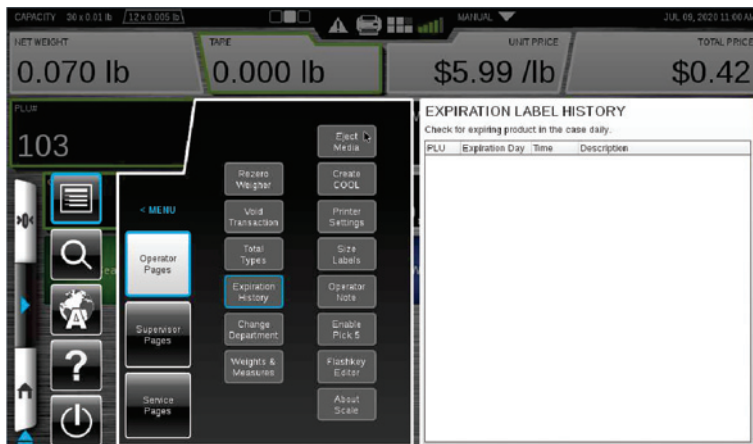 CAPACITY 30 x 0.01 lb 12 x 0.005 lb MANUAL JUL 09, 2020 11:00 AM
NET WEIGHT TARE UNIT PRICE TOTAL PRICE
0.070 lb 0.000 lb $5.99 /lb $0.42
PLU#
103
< MENU
Operator
Pages
Supervisor
Pages
Service
Pages
Rezero
Weigher
Void
Transaction
Total
Types
Expiration
History
Change
Department
Weights &
Measures
Eject
Media
Create
COOL
Printer
Settings
Size
Labels
Operator
Note
Enable
Pick 5
Flashkey
Editor
About
Scale
EXPIRATION LABEL HISTORY
Check for expiring product in the case daily.
PLU Expiration Day Time Description
>0<
A
?